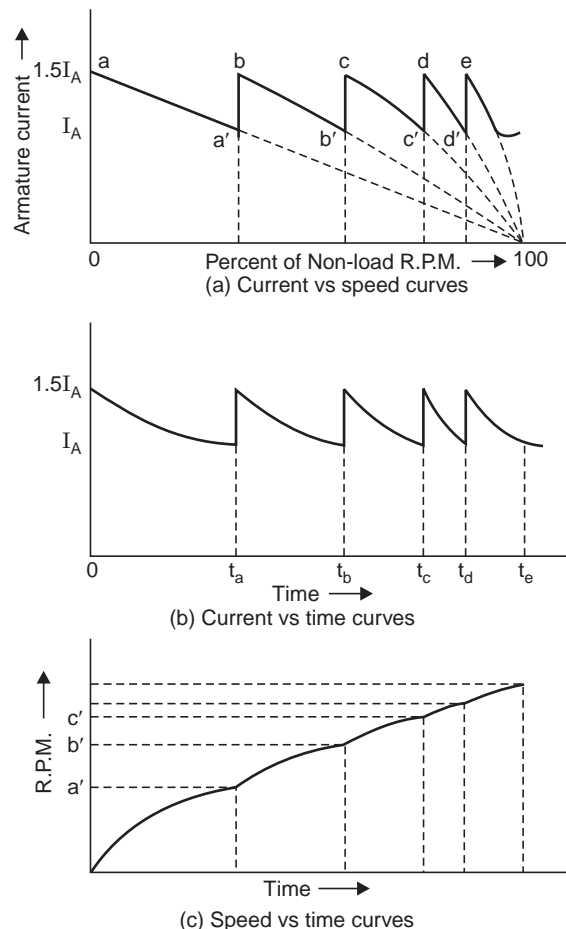 a b c d e
1.5I_A
I_A
a′ b′ c′ d′
Armature current
0 Percent of Non-load R.P.M. 100
(a) Current vs speed curves
1.5I_A
I_A
0 t_a t_b t_c t_d t_e
Time
(b) Current vs time curves
c′
b′
a′
R.P.M.
Time
(c) Speed vs time curves